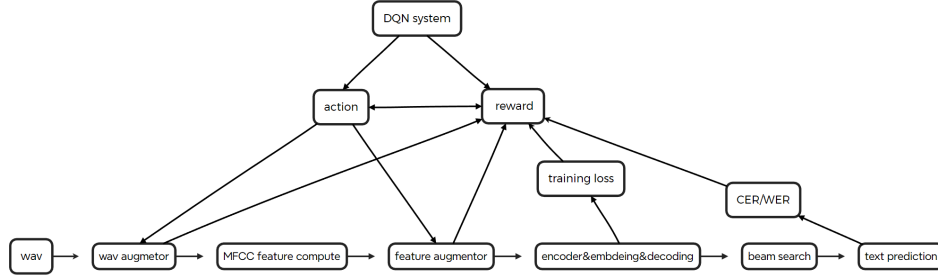 DQN system
action
reward
training loss
CER/WER
wav
wav augmetor
MFCC feature compute
feature augmentor
encoder&embdeing&decoding
beam search
text prediction